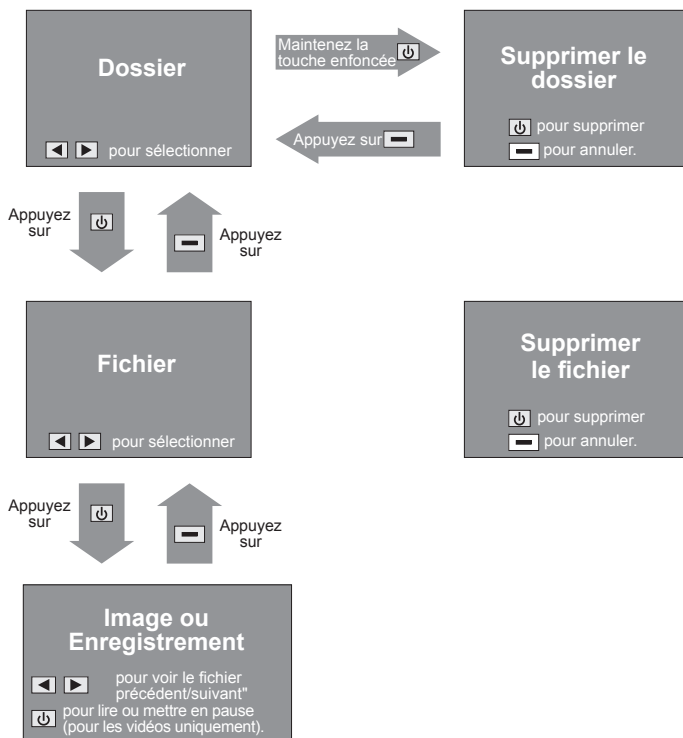 Dossier
pour sélectionner
Maintenez la
touche enfoncée
Appuyez sur
Supprimer le
dossier
pour supprimer
pour annuler.
Appuyez
sur
Appuyez
sur
Fichier
pour sélectionner
Supprimer
le fichier
pour supprimer
pour annuler.
Appuyez
sur
Appuyez
sur
Image ou
Enregistrement
pour voir le fichier
précédent/suivant"
pour lire ou mettre en pause
(pour les vidéos uniquement).